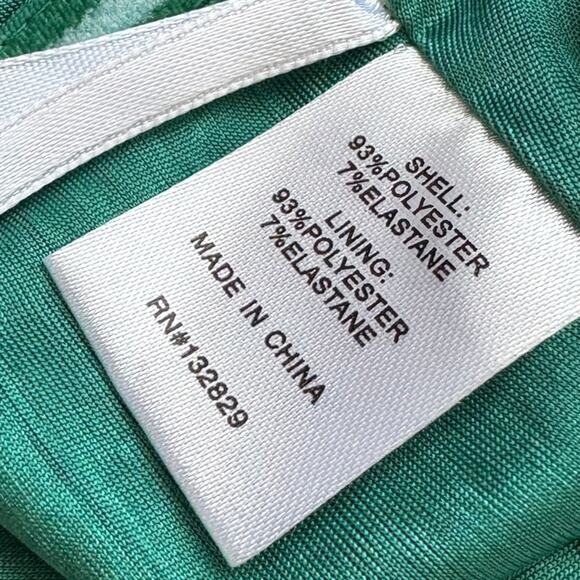 SHELL:
93%POLYESTER
7%ELASTANE
LINING:
93%POLYESTER
7%ELASTANE
MADE IN CHINA
RN#132829